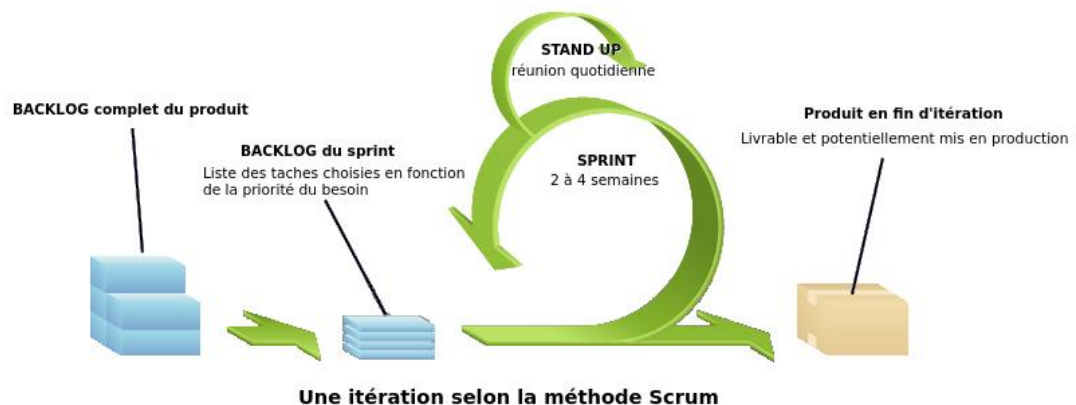 STAND UP
réunion quotidienne
BACKLOG complet du produit
Produit en fin d'itération
Livrable et potentiellement mis en production
BACKLOG du sprint
Liste des taches choisies en fonction
de la priorité du besoin
SPRINT
2 à 4 semaines
Une itération selon la méthode Scrum